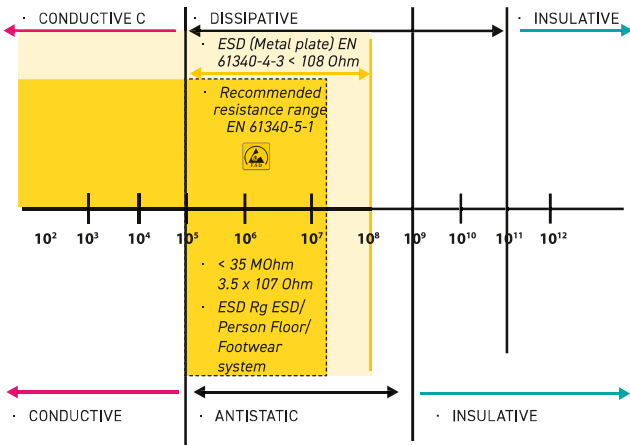 · CONDUCTIVE C
· DISSIPATIVE
· INSULATIVE
· ESD (Metal plate) EN
61340-4-3 < 108 Ohm
· Recommended
resistance range
EN 61340-5-1
ESD
10² 10³ 10⁴ 10⁵ 10⁶ 10⁷ 10⁸ 10⁹ 10¹⁰ 10¹¹ 10¹²
· < 35 MOhm
3.5 x 107 Ohm
· ESD Rg ESD/
Person Floor/
Footwear
system
· CONDUCTIVE
· ANTISTATIC
· INSULATIVE